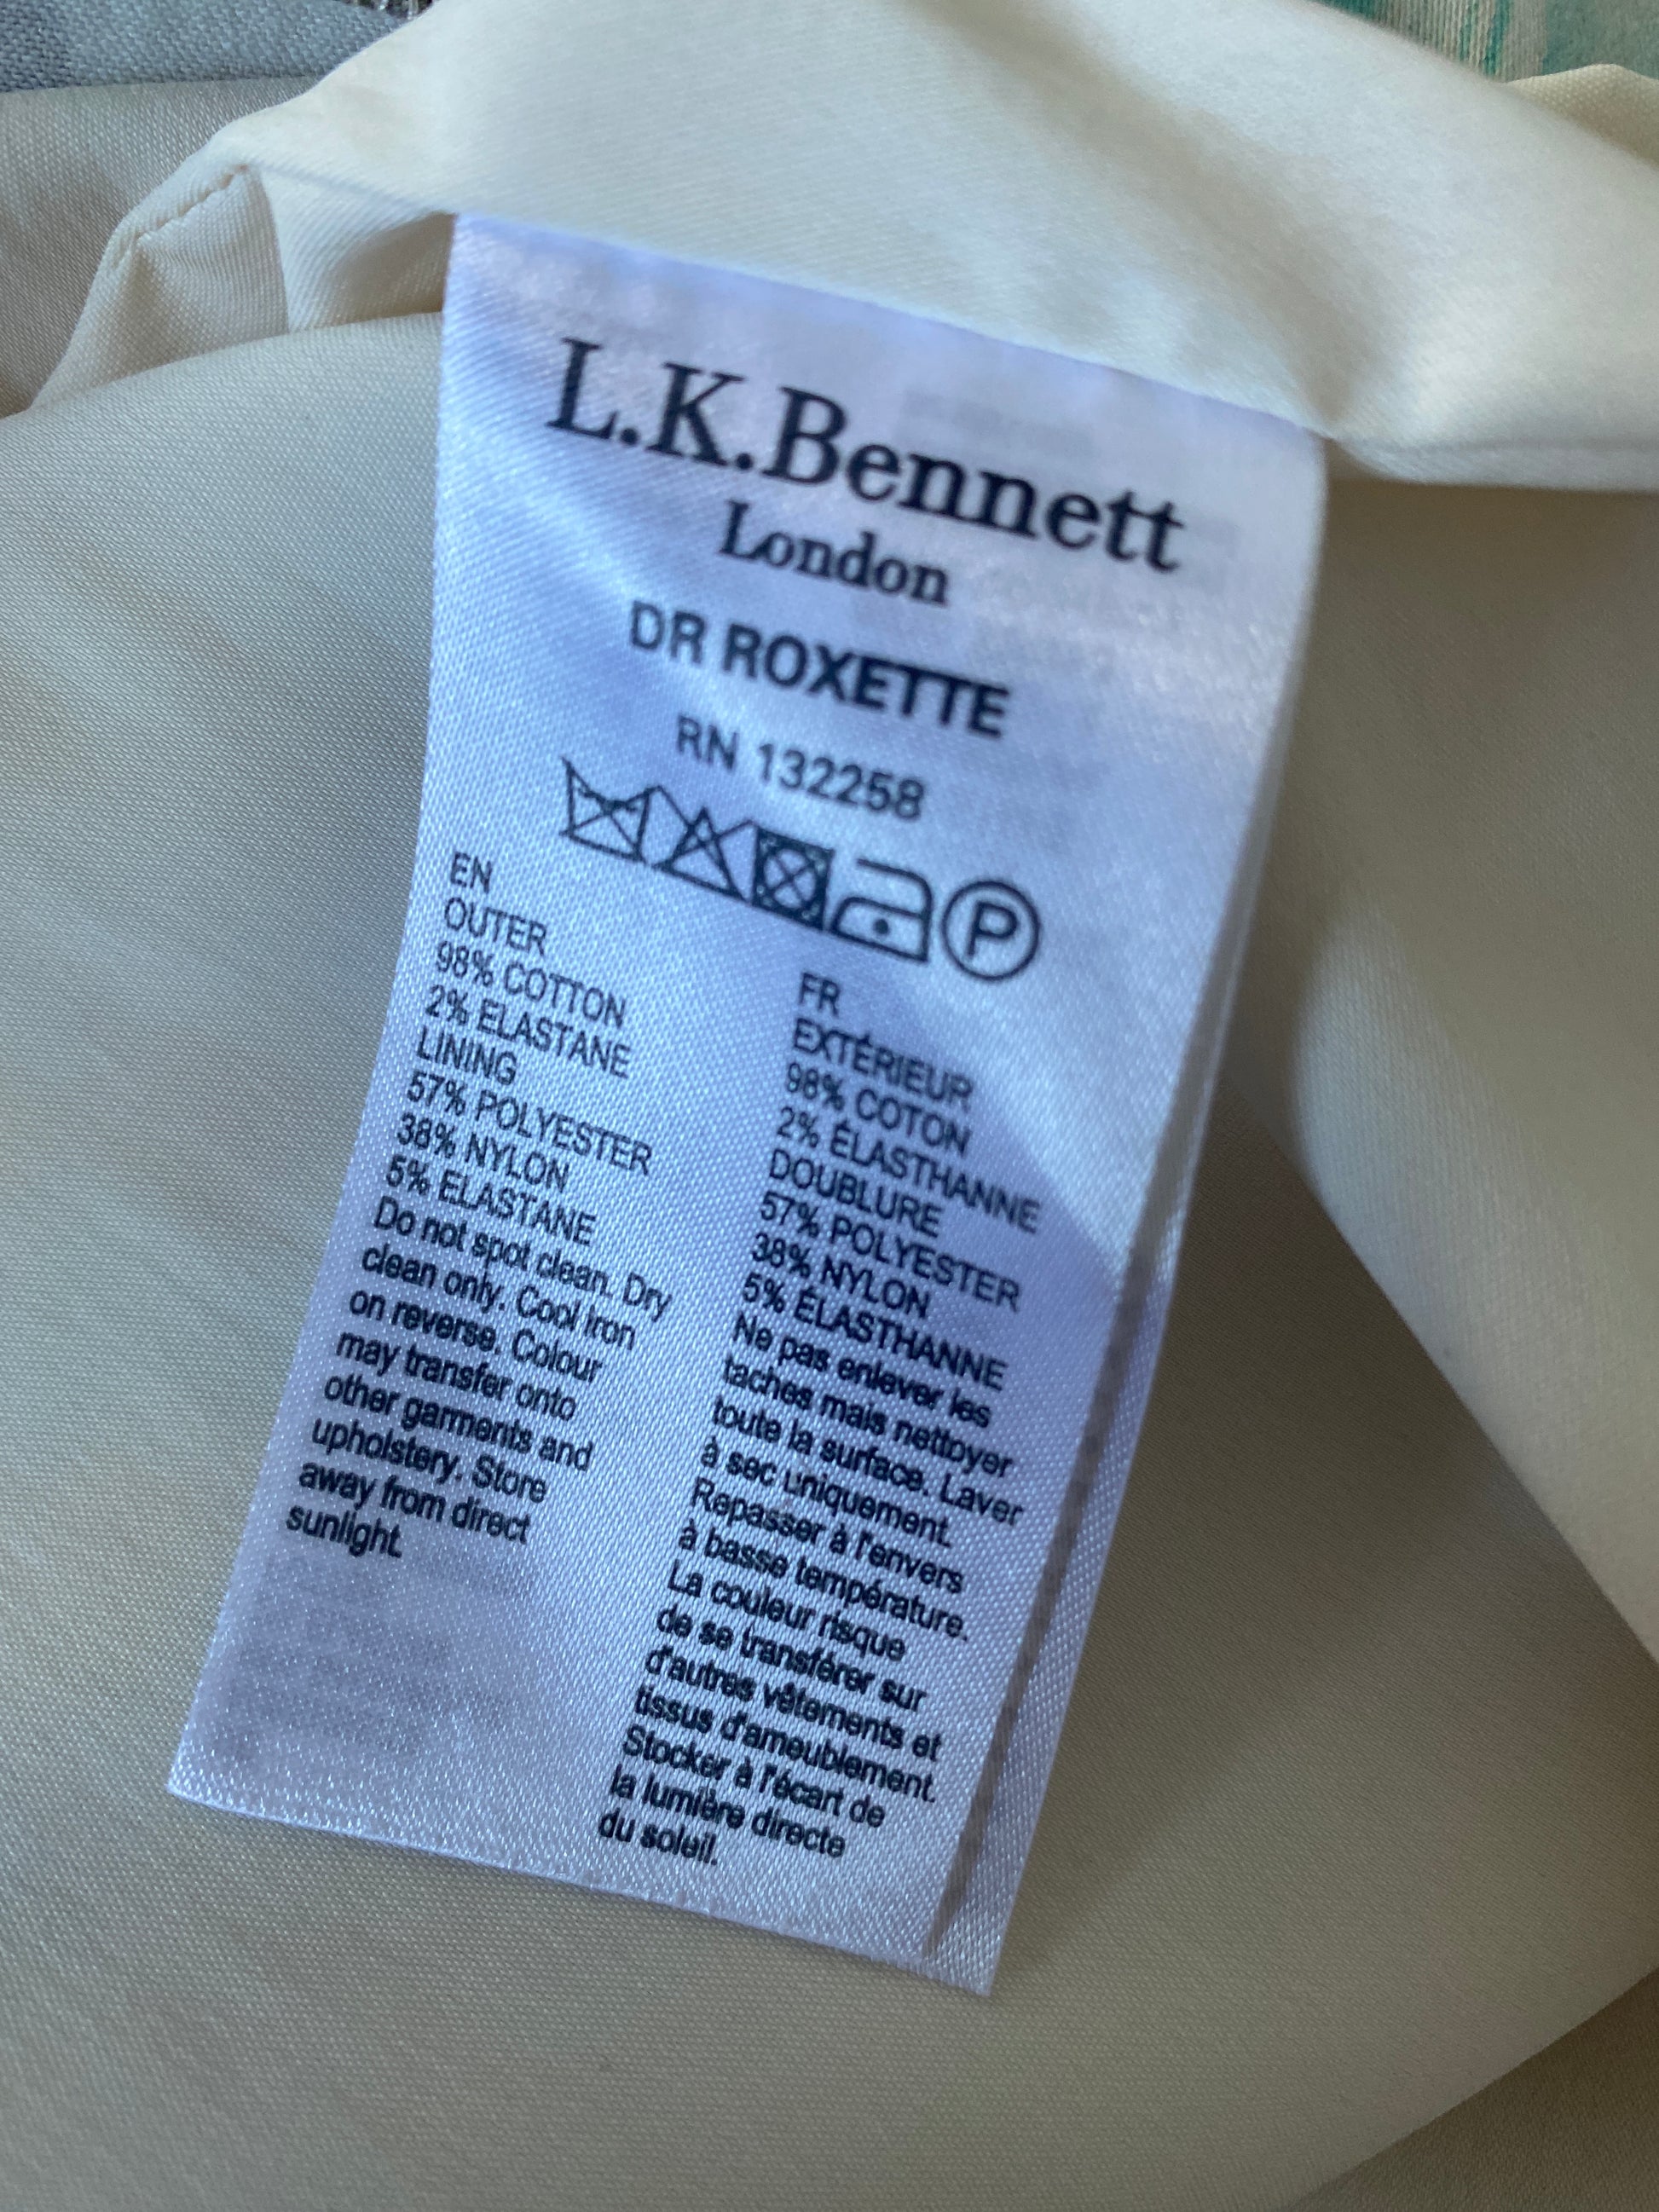 L.K.Bennett
London
DR ROXETTE
RN 132258
P
EN
OUTER
98% COTTON
2% ELASTANE
LINING
57% POLYESTER
38% NYLON
5% ELASTANE
Do not spot clean. Dry
clean only. Cool iron
on reverse. Colour
may transfer onto
other garments and
upholstery. Store
away from direct
sunlight.
FR
EXTÉRIEUR
98% COTON
2% ÉLASTHANNE
DOUBLURE
57% POLYESTER
38% NYLON
5% ÉLASTHANNE
Ne pas enlever les
taches mais nettoyer
toute la surface. Laver
à sec uniquement.
Repasser à l'envers
à basse température.
La couleur risque
de se transférer sur
d'autres vêtements et
tissus d'ameublement.
Stocker à l'écart de
la lumière directe
du soleil.